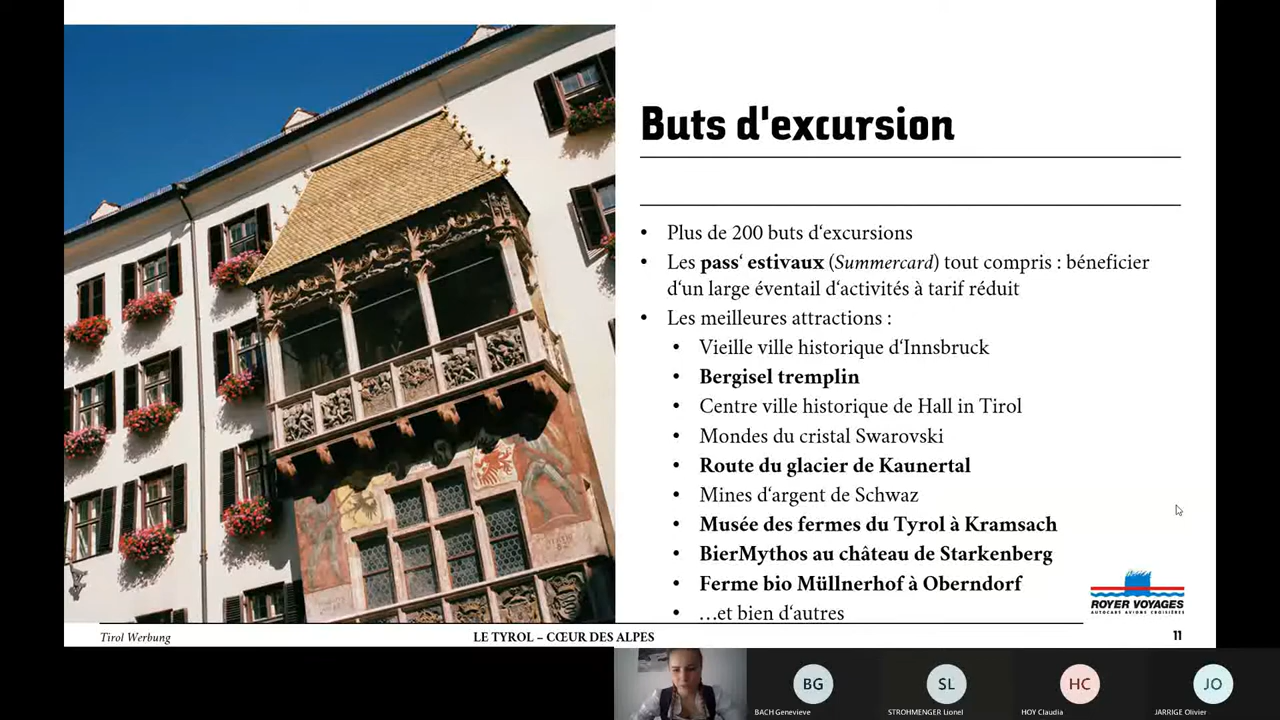 Buts d'excursion
• Plus de 200 buts d‘excursions
• Les pass‘ estivaux (Summercard) tout compris : béneficier
d‘un large éventail d‘activités à tarif réduit
• Les meilleures attractions :
• Vieille ville historique d‘Innsbruck
• Bergisel tremplin
• Centre ville historique de Hall in Tirol
• Mondes du cristal Swarovski
• Route du glacier de Kaunertal
• Mines d‘argent de Schwaz
• Musée des fermes du Tyrol à Kramsach
• BierMythos au château de Starkenberg
• Ferme bio Müllnerhof à Oberndorf
• …et bien d‘autres
ROYER VOYAGES
AUTOCARS AVIONS CROISIÈRES
Tirol Werbung
LE TYROL – CŒUR DES ALPES
11
BG
SL
HC
JO
BACH Genevieve
STROHMENGER Lionel
HOY Claudia
JARRIGE Olivier